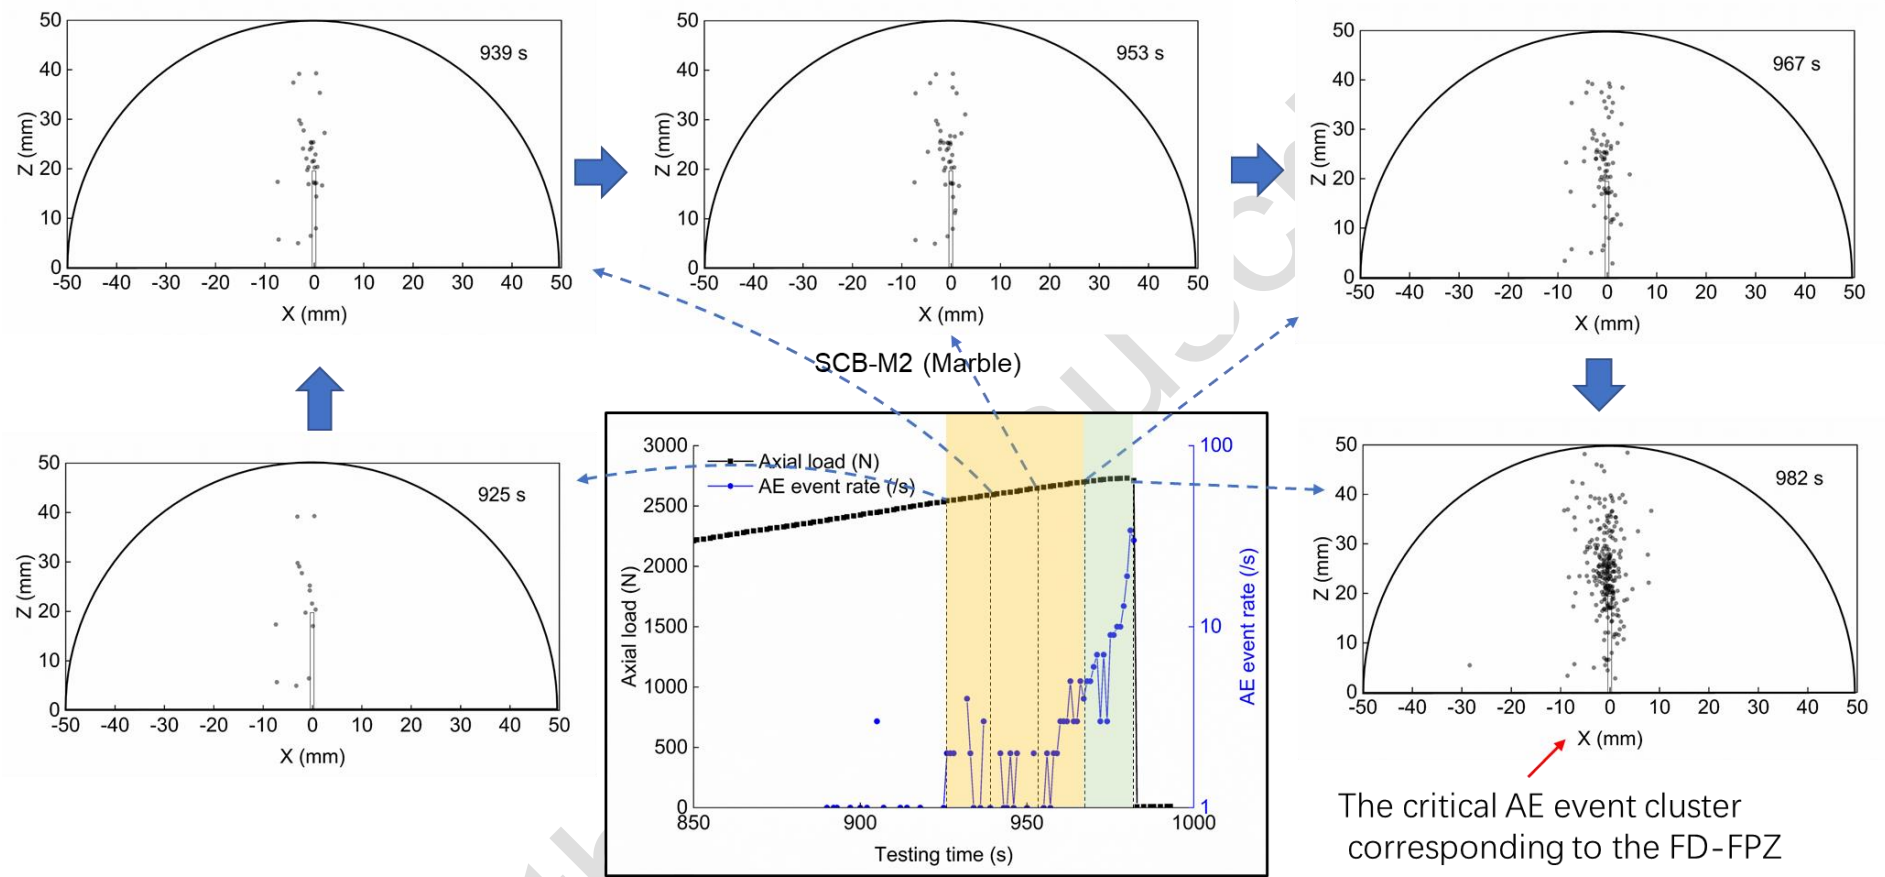 50
40
30
20
10
0
Z (mm)
939 s
-50 -40 -30 -20 -10 0 10 20 30 40 50
X (mm)
50
40
30
20
10
0
Z (mm)
953 s
-50 -40 -30 -20 -10 0 10 20 30 40 50
X (mm)
50
40
30
20
10
0
Z (mm)
967 s
-50 -40 -30 -20 -10 0 10 20 30 40 50
X (mm)
SCB-M2 (Marble)
50
40
30
20
10
0
Z (mm)
925 s
-50 -40 -30 -20 -10 0 10 20 30 40 50
X (mm)
3000
2500
2000
1500
1000
500
0
Axial load (N)
Axial load (N)
AE event rate (/s)
100
10
1
AE event rate (/s)
850 900 950 1000
Testing time (s)
50
40
30
20
10
0
Z (mm)
982 s
-50 -40 -30 -20 -10 0 10 20 30 40 50
X (mm)
The critical AE event cluster
corresponding to the FD-FPZ